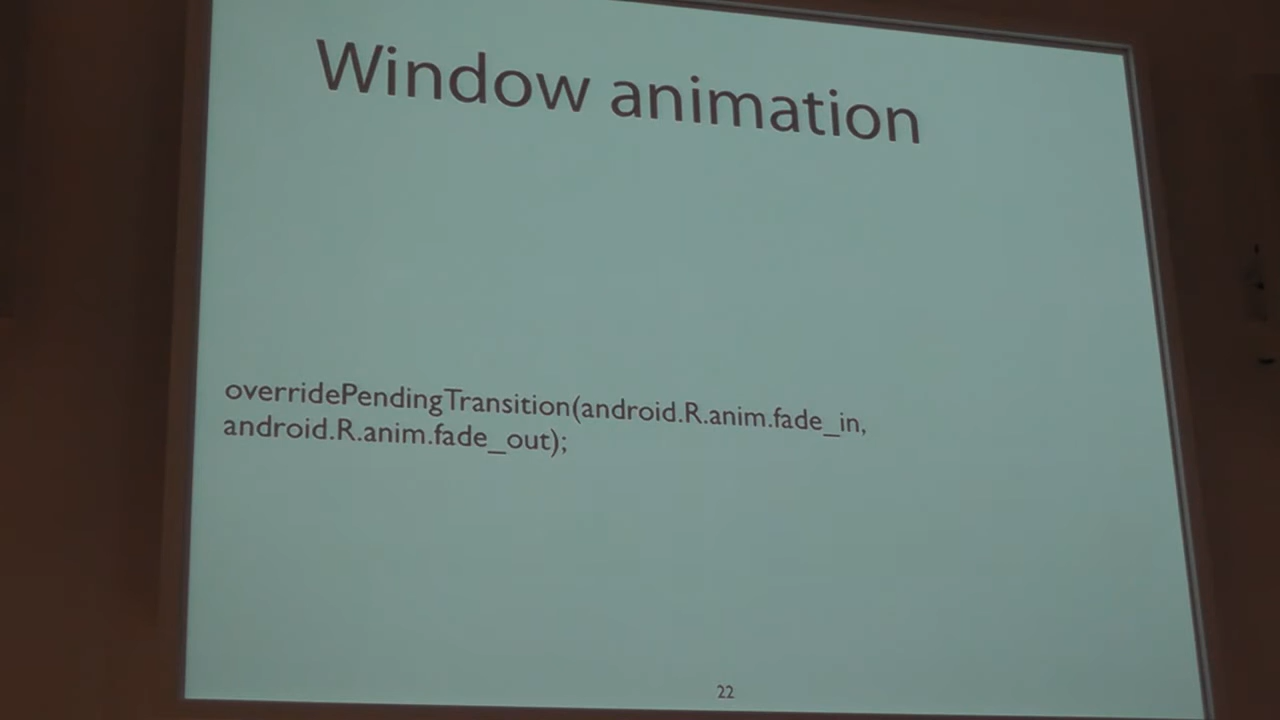 Window animation
overridePendingTransition(android.R.anim.fade_in,
android.R.anim.fade_out);
22